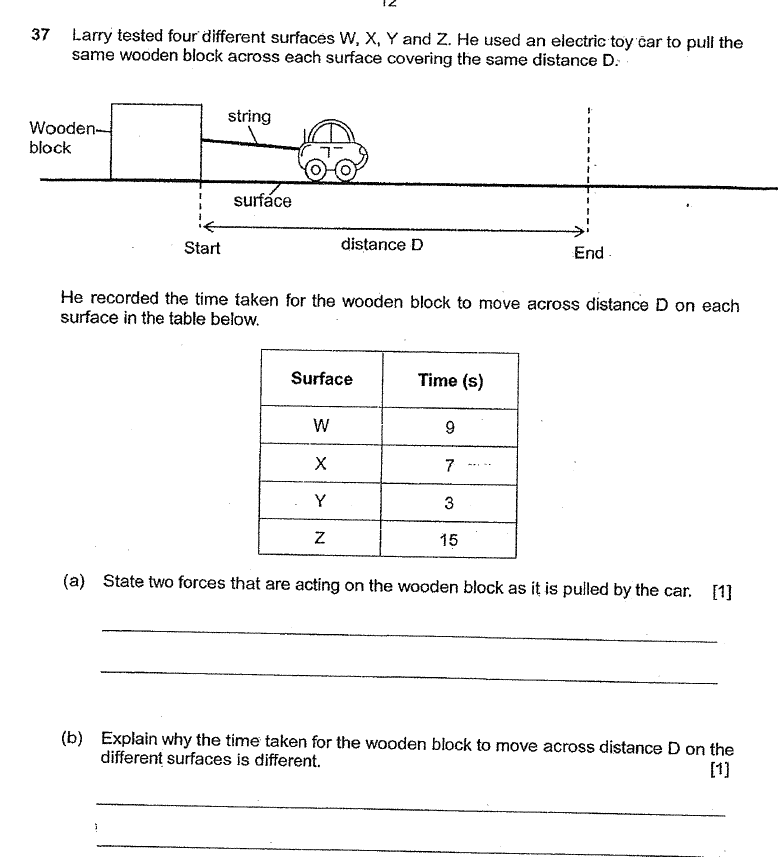 12
37 Larry tested four different surfaces W, X, Y and Z. He used an electric toy car to pull the
same wooden block across each surface covering the same distance D.
string
Wooden
block
surface
Start
distance D
End
He recorded the time taken for the wooden block to move across distance D on each
surface in the table below.
Surface Time (s)
W 9
X 7
Y 3
Z 15
(a) State two forces that are acting on the wooden block as it is pulled by the car. [1]
(b) Explain why the time taken for the wooden block to move across distance D on the
different surfaces is different. [1]